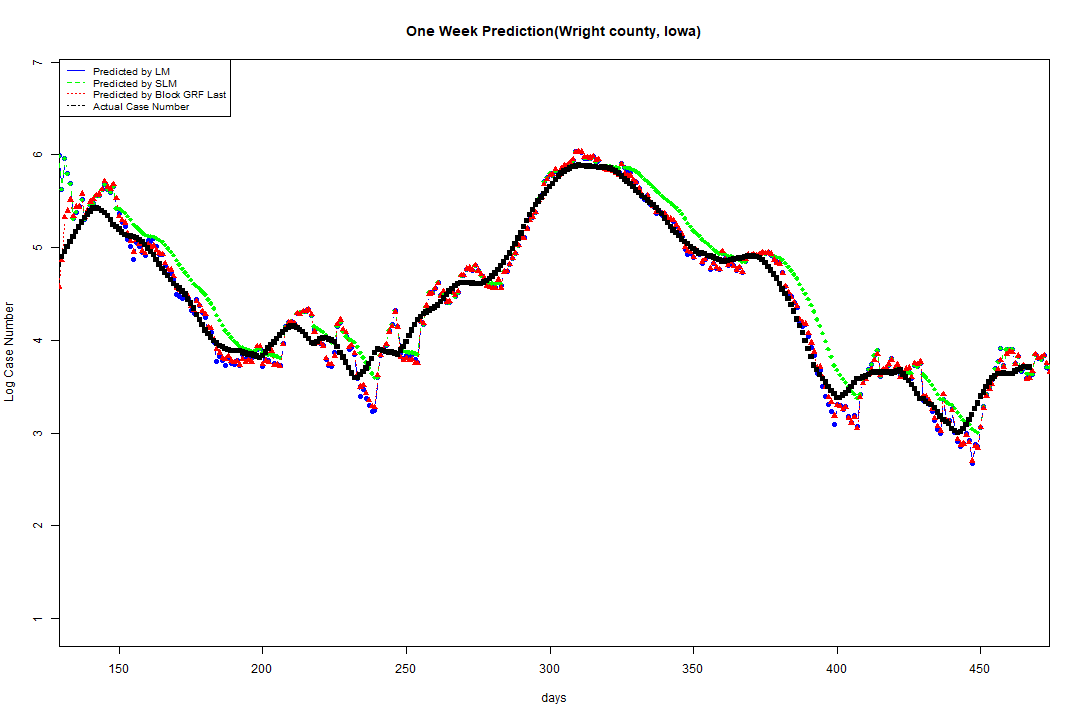 One Week Prediction(Wright county, Iowa)
Predicted by LM
Predicted by SLM
Predicted by Block GRF Last
Actual Case Number
7
6
5
4
3
2
1
Log Case Number
150 200 250 300 350 400 450
days